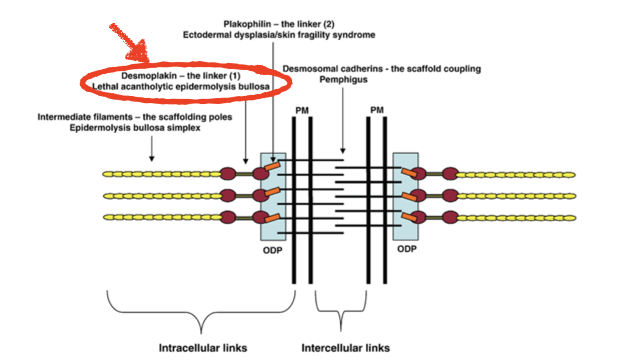 Plakophilin – the linker (2)
Ectodermal dysplasia/skin fragility syndrome
Desmoplakin – the linker (1)
Lethal acantholytic epidermolysis bullosa
Desmosomal cadherins - the scaffold coupling
Pemphigus
Intermediate filaments – the scaffolding poles
Epidermolysis bullosa simplex
PM
PM
ODP
ODP
Intracellular links
Intercellular links